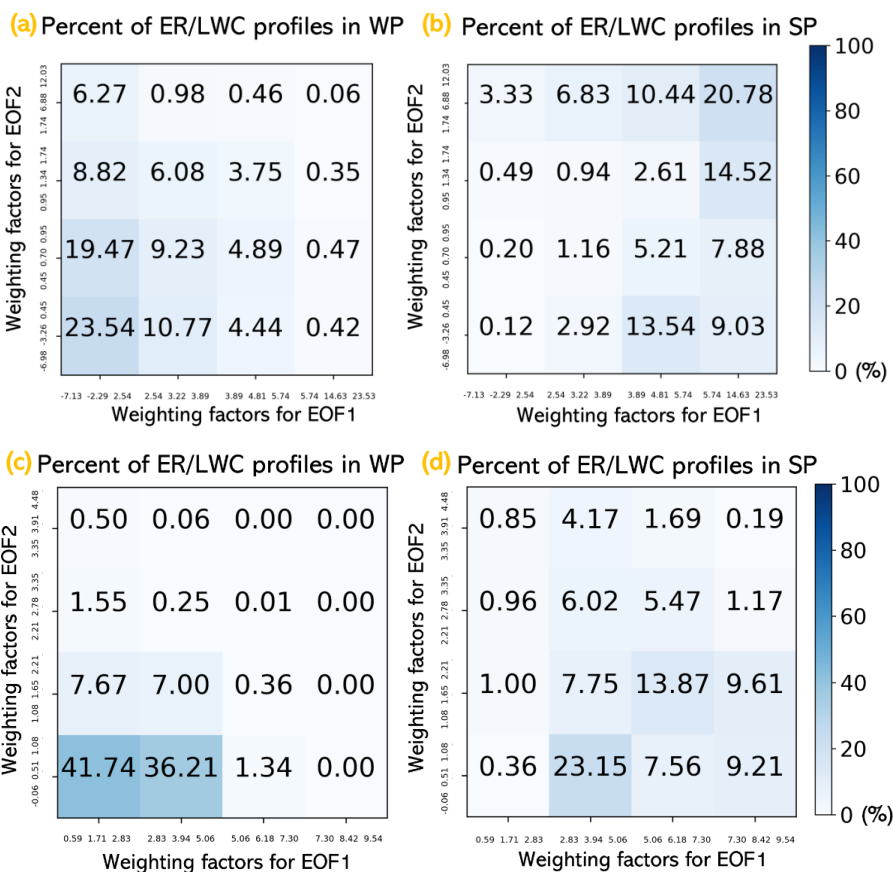 (a) Percent of ER/LWC profiles in WP
Weighting factors for EOF2
1.74 6.88 12.03
0.95 1.34 1.74
0.45 0.70 0.95
-6.98 -3.26 0.45
6.27 0.98 0.46 0.06
8.82 6.08 3.75 0.35
19.47 9.23 4.89 0.47
23.54 10.77 4.44 0.42
-7.13 -2.29 2.54 2.54 3.22 3.89 3.89 4.81 5.74 5.74 14.63 23.53
Weighting factors for EOF1
(b) Percent of ER/LWC profiles in SP
Weighting factors for EOF2
1.74 6.88 12.03
0.95 1.34 1.74
0.45 0.70 0.95
-6.98 -3.26 0.45
3.33 6.83 10.44 20.78
0.49 0.94 2.61 14.52
0.20 1.16 5.21 7.88
0.12 2.92 13.54 9.03
-7.13 -2.29 2.54 2.54 3.22 3.89 3.89 4.81 5.74 5.74 14.63 23.53
Weighting factors for EOF1
100
80
60
40
20
0 (%)
(c) Percent of ER/LWC profiles in WP
Weighting factors for EOF2
3.35 3.91 4.48
2.21 2.78 3.35
1.08 1.65 2.21
-0.06 0.51 1.08
0.50 0.06 0.00 0.00
1.55 0.25 0.01 0.00
7.67 7.00 0.36 0.00
41.74 36.21 1.34 0.00
0.59 1.71 2.83 2.83 3.94 5.06 5.06 6.18 7.30 7.30 8.42 9.54
Weighting factors for EOF1
(d) Percent of ER/LWC profiles in SP
Weighting factors for EOF2
3.35 3.91 4.48
2.21 2.78 3.35
1.08 1.65 2.21
-0.06 0.51 1.08
0.85 4.17 1.69 0.19
0.96 6.02 5.47 1.17
1.00 7.75 13.87 9.61
0.36 23.15 7.56 9.21
0.59 1.71 2.83 2.83 3.94 5.06 5.06 6.18 7.30 7.30 8.42 9.54
Weighting factors for EOF1
100
80
60
40
20
0 (%)